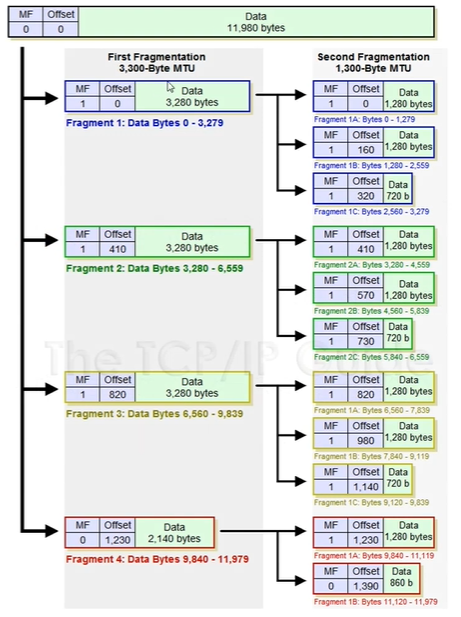 MF Offset Data
0 0 11,980 bytes
First Fragmentation
3,300-Byte MTU
Second Fragmentation
1,300-Byte MTU
MF Offset Data
1 0 3,280 bytes
Fragment 1: Data Bytes 0 - 3,279
MF Offset Data
1 0 1,280 bytes
Fragment 1A: Bytes 0 - 1,279
MF Offset Data
1 160 1,280 bytes
Fragment 1B: Bytes 1,280 - 2,559
MF Offset Data
1 320 720 b
Fragment 1C: Bytes 2,560 - 3,279
MF Offset Data
1 410 3,280 bytes
Fragment 2: Data Bytes 3,280 - 6,559
MF Offset Data
1 410 1,280 bytes
Fragment 2A: Bytes 3,280 - 4,559
MF Offset Data
1 570 1,280 bytes
Fragment 2B: Bytes 4,560 - 5,839
MF Offset Data
1 730 720 b
Fragment 2C: Bytes 5,840 - 6,559
The TCP/IP Guide
MF Offset Data
1 820 3,280 bytes
Fragment 3: Data Bytes 6,560 - 9,839
MF Offset Data
1 820 1,280 bytes
Fragment 1A: Bytes 6,560 - 7,839
MF Offset Data
1 980 1,280 bytes
Fragment 1B: Bytes 7,840 - 9,119
MF Offset Data
1 1,140 720 b
Fragment 1C: Bytes 9,120 - 9,839
MF Offset Data
0 1,230 2,140 bytes
Fragment 4: Data Bytes 9,840 - 11,979
MF Offset Data
1 1,230 1,280 bytes
Fragment 1A: Bytes 9,840 - 11,119
MF Offset Data
0 1,390 860 b
Fragment 1B: Bytes 11,120 - 11,979